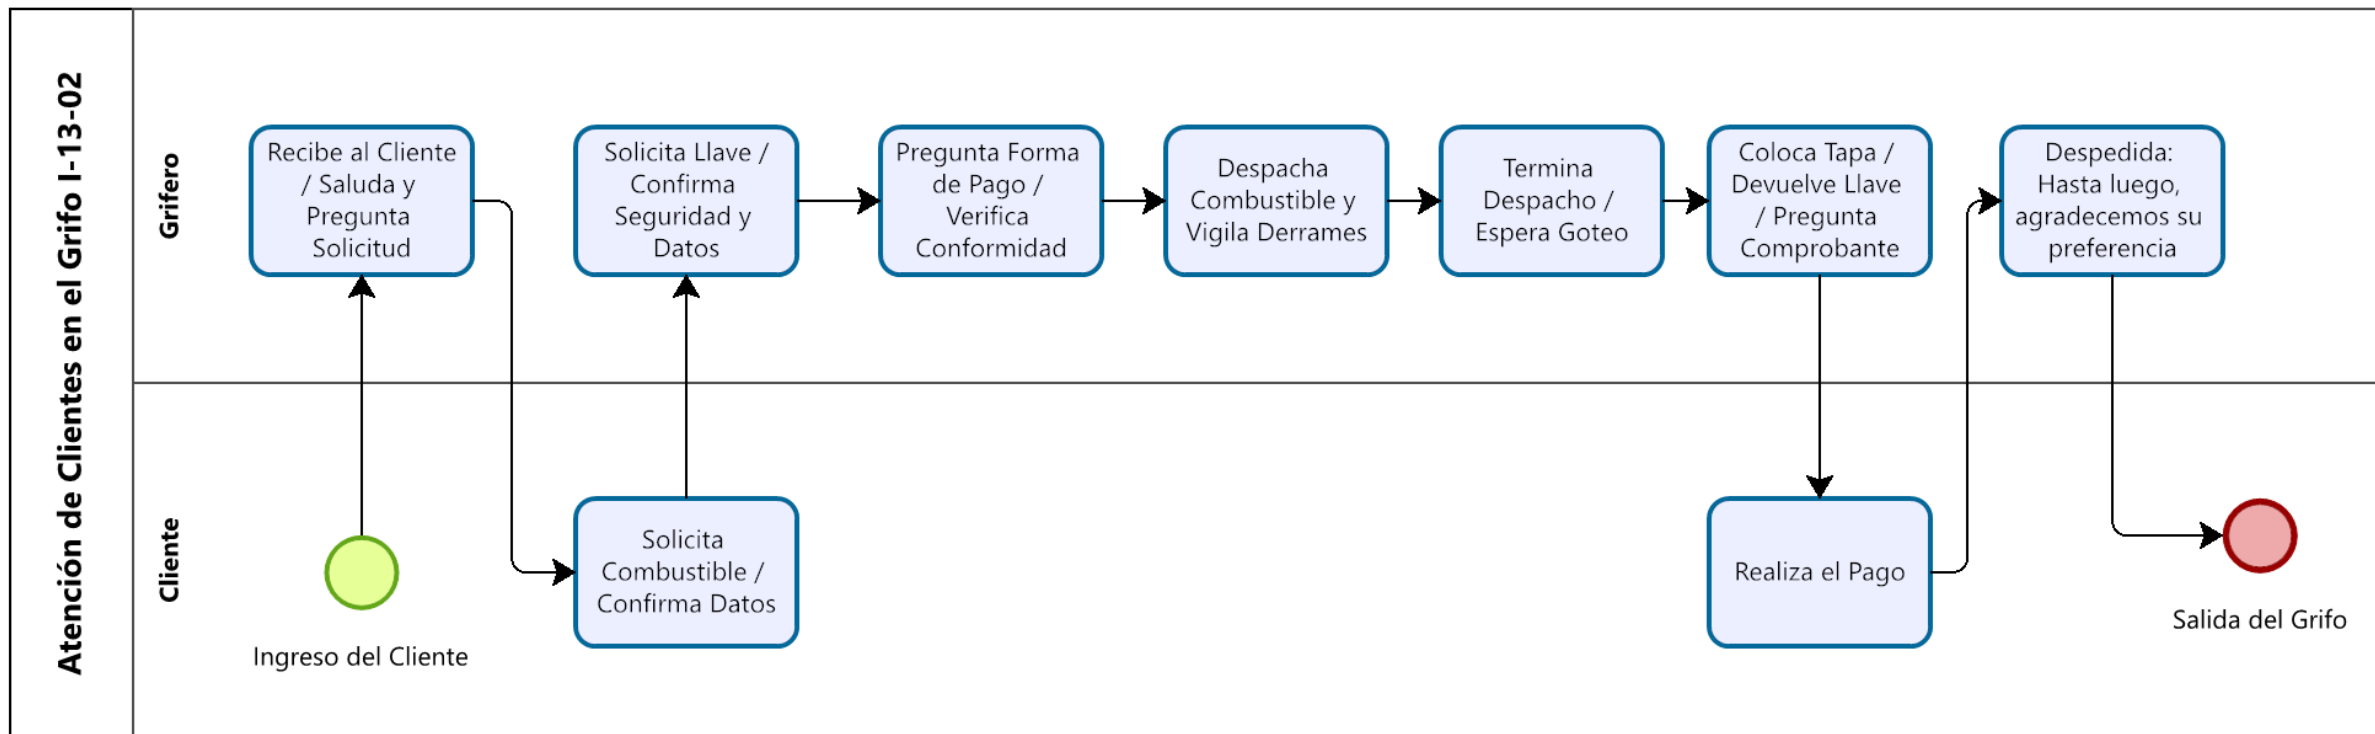 Atención de Clientes en el Grifo I-13-02
Grifero
Recibe al Cliente
/ Saluda y
Pregunta
Solicitud
Solicita Llave /
Confirma
Seguridad y
Datos
Pregunta Forma
de Pago /
Verifica
Conformidad
Despacha
Combustible y
Vigila Derrames
Termina
Despacho /
Espera Goteo
Coloca Tapa /
Devuelve Llave
/ Pregunta
Comprobante
Despedida:
Hasta luego,
agradecemos su
preferencia
Cliente
Ingreso del Cliente
Solicita
Combustible /
Confirma Datos
Realiza el Pago
Salida del Grifo